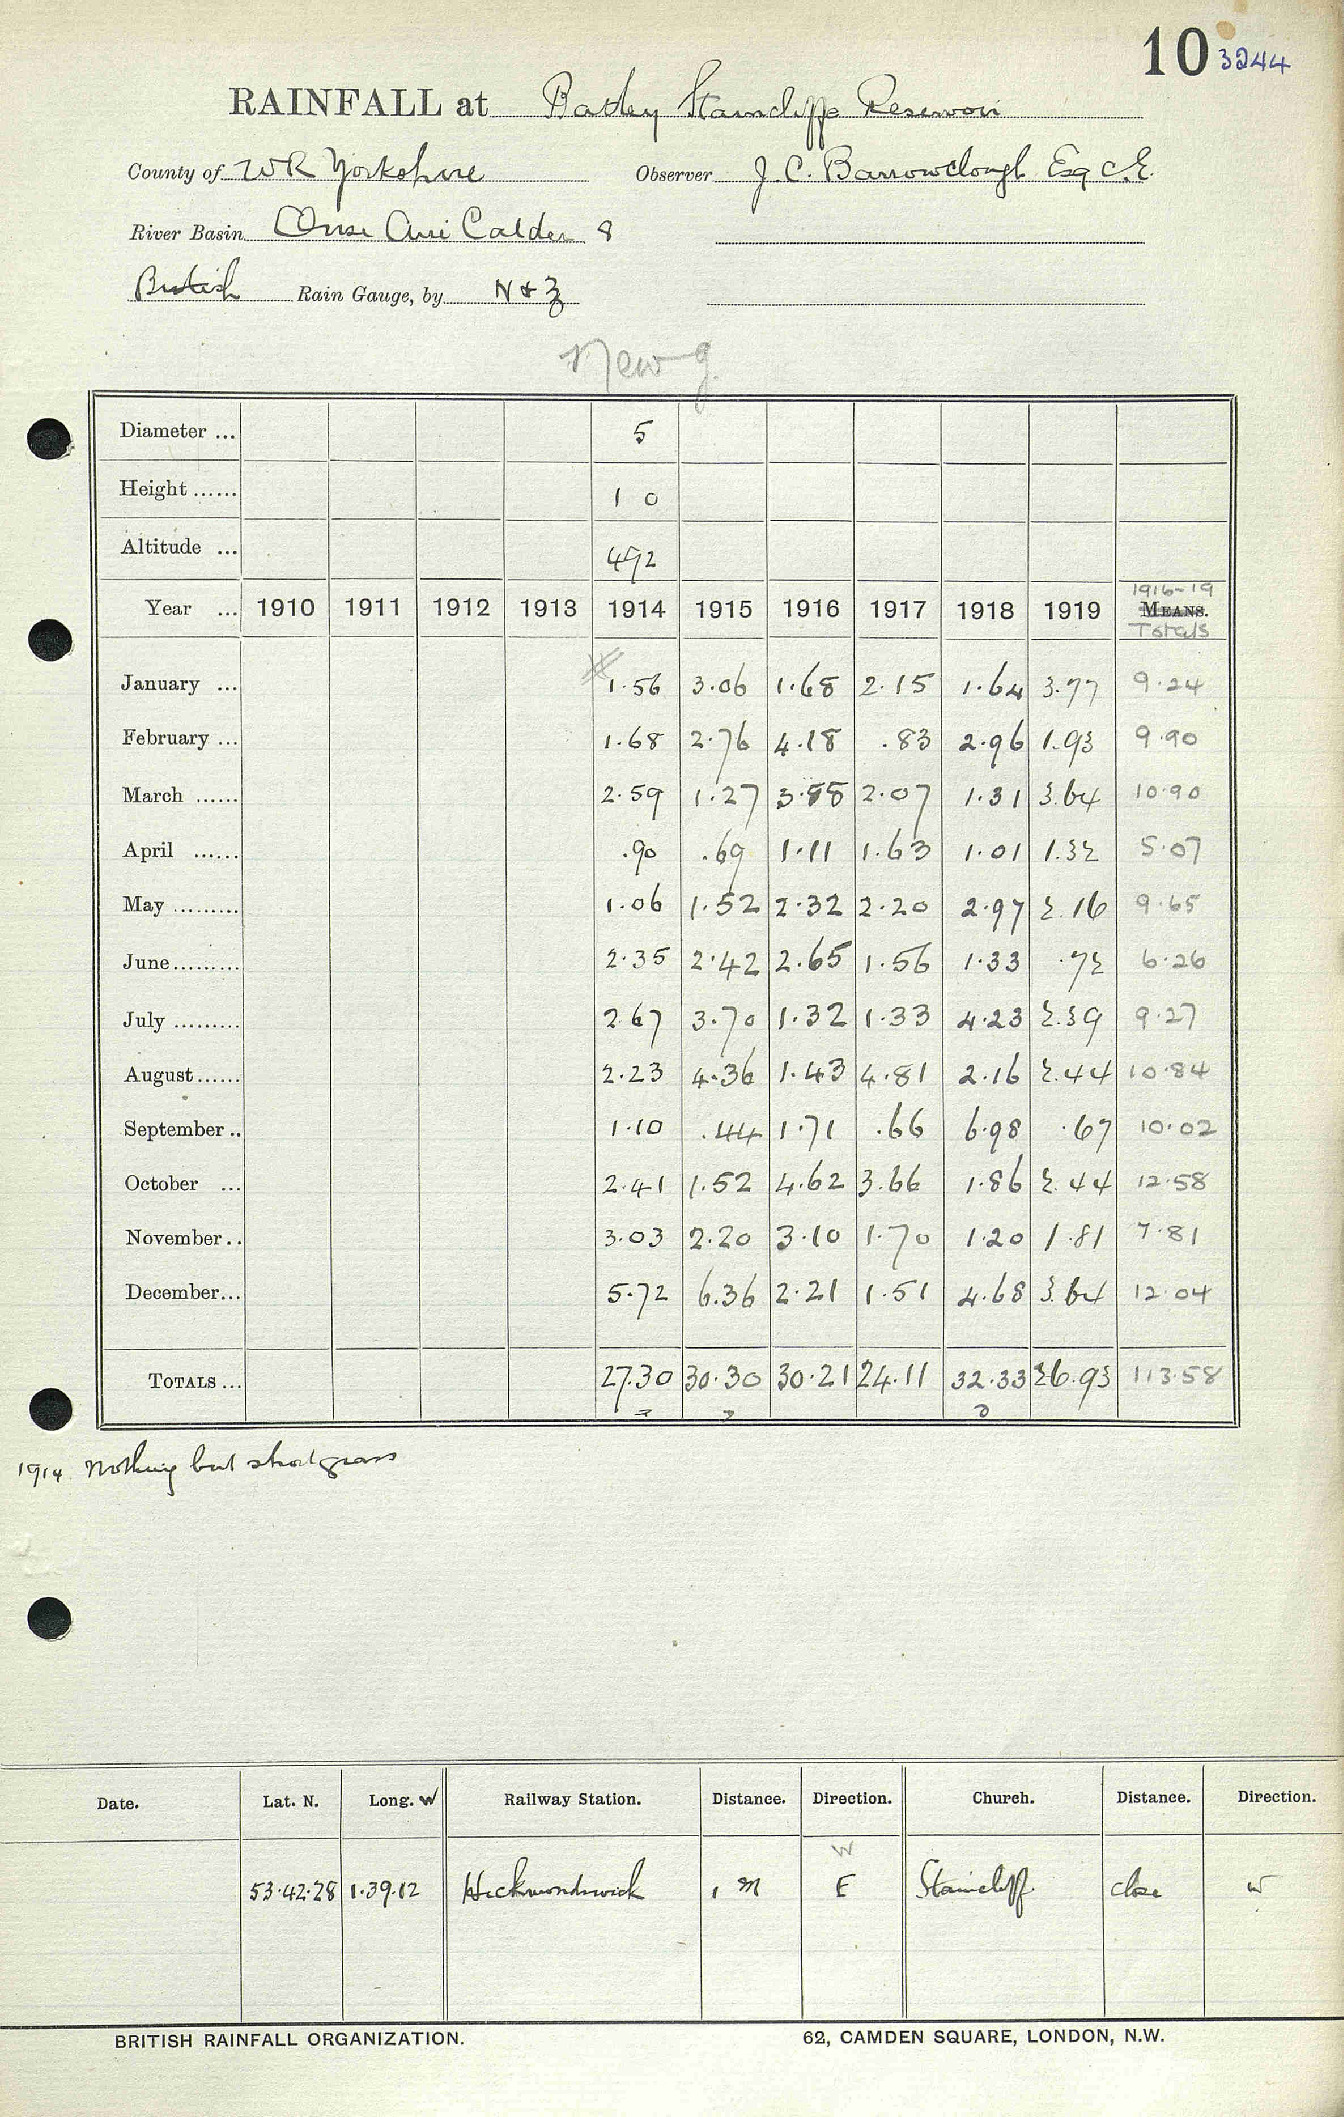 10 3244
RAINFALL at Batley Staincliffe Reservoir
County of WR Yorkshire Observer J. C. Barrowclough Esq C.E.
River Basin Ouse Aire Calder 8
British Rain Gauge, by N & Z
New g.
Diameter ... 5
Height ...... 1 0
Altitude ... 492
1916-19
Year ... 1910 1911 1912 1913 1914 1915 1916 1917 1918 1919 MEANS.
Totals
January ... 1.56 3.06 1.68 2.15 1.64 3.77 9.24
February ... 1.68 2.76 4.18 .83 2.96 1.93 9.90
March ...... 2.59 1.27 3.88 2.07 1.31 3.64 10.90
April ...... .90 .69 1.11 1.63 1.01 1.32 5.07
May ......... 1.06 1.52 2.32 2.20 2.97 2.16 9.65
June ......... 2.35 2.42 2.65 1.56 1.33 .72 6.26
July ......... 2.67 3.70 1.32 1.33 4.23 2.39 9.27
August ...... 2.23 4.36 1.43 4.81 2.16 2.44 10.84
September .. 1.10 .44 1.71 .66 6.98 .67 10.02
October ... 2.41 1.52 4.62 3.66 1.86 2.44 12.58
November .. 3.03 2.20 3.10 1.70 1.20 1.81 7.81
December ... 5.72 6.36 2.21 1.51 4.68 3.64 12.04
TOTALS ... 27.30 30.30 30.21 24.11 32.33 26.93 113.58
1914 Nothing but short grass
Date. Lat. N. Long. W Railway Station. Distance. Direction. Church. Distance. Direction.
W
53.42.28 1.39.12 Heckmondwick 1 m E Staincliff. close W
BRITISH RAINFALL ORGANIZATION. 62, CAMDEN SQUARE, LONDON, N.W.